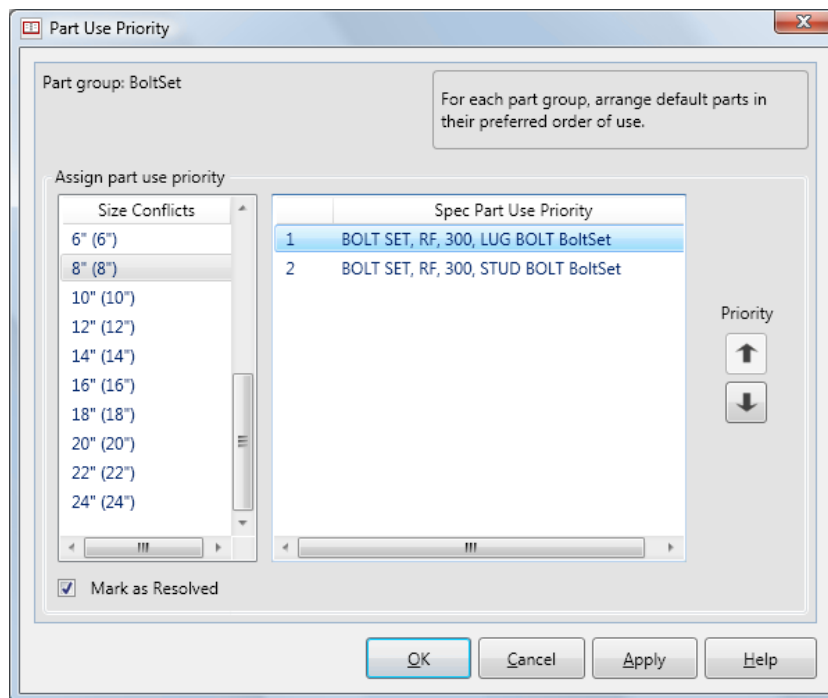 Part Use Priority
Part group: BoltSet
For each part group, arrange default parts in
their preferred order of use.
Assign part use priority
Size Conflicts
6" (6")
8" (8")
10" (10")
12" (12")
14" (14")
16" (16")
18" (18")
20" (20")
22" (22")
24" (24")
Spec Part Use Priority
1 BOLT SET, RF, 300, LUG BOLT BoltSet
2 BOLT SET, RF, 300, STUD BOLT BoltSet
Priority
Mark as Resolved
OK Cancel Apply Help